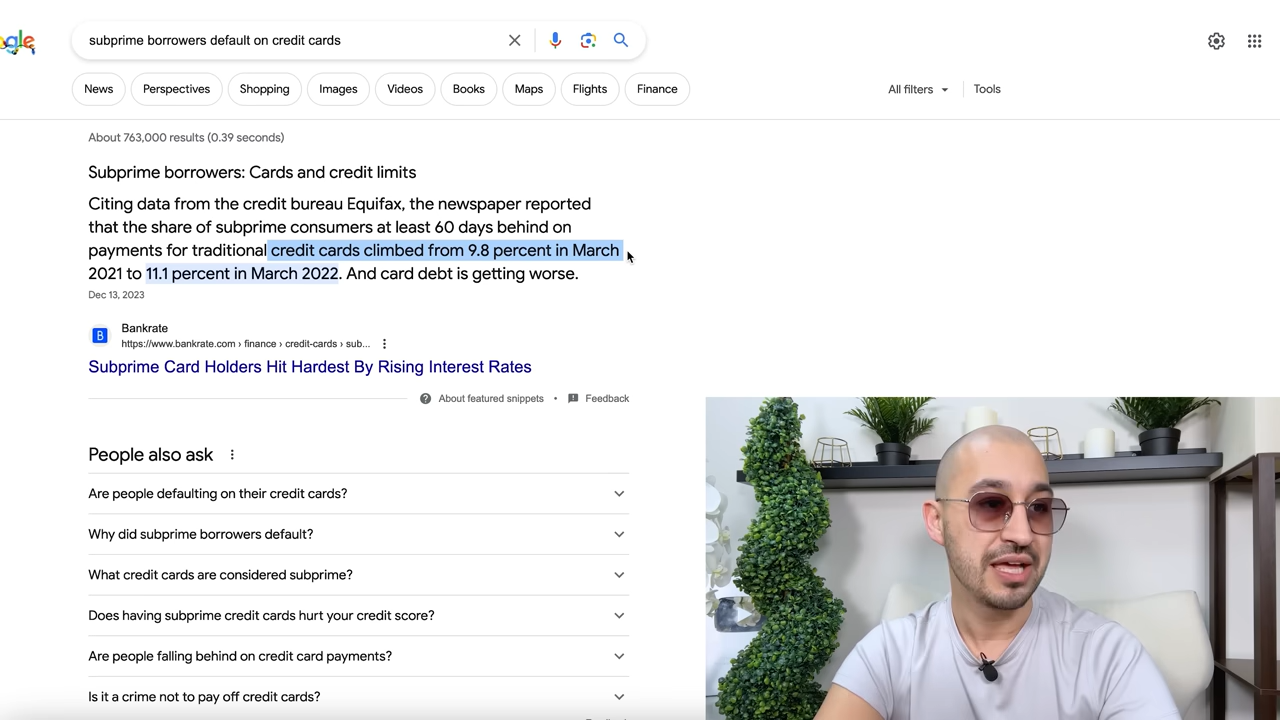 ogle
subprime borrowers default on credit cards
News
Perspectives
Shopping
Images
Videos
Books
Maps
Flights
Finance
All filters
Tools
About 763,000 results (0.39 seconds)
Subprime borrowers: Cards and credit limits
Citing data from the credit bureau Equifax, the newspaper reported
that the share of subprime consumers at least 60 days behind on
payments for traditional credit cards climbed from 9.8 percent in March
2021 to 11.1 percent in March 2022. And card debt is getting worse.
Dec 13, 2023
B
Bankrate
https://www.bankrate.com › finance › credit-cards › sub...
Subprime Card Holders Hit Hardest By Rising Interest Rates
About featured snippets • Feedback
People also ask
Are people defaulting on their credit cards?
Why did subprime borrowers default?
What credit cards are considered subprime?
Does having subprime credit cards hurt your credit score?
Are people falling behind on credit card payments?
Is it a crime not to pay off credit cards?